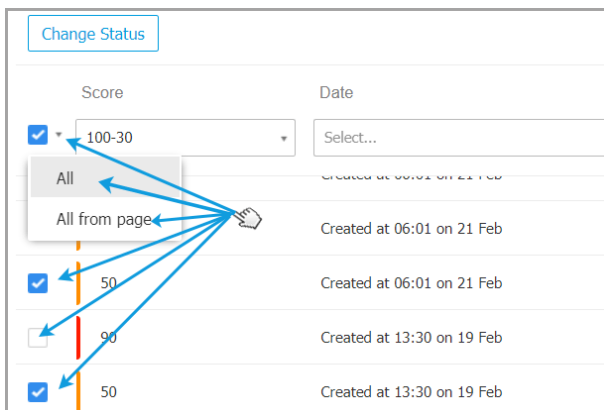 Change Status
Score Date
100-30 Select...
All
All from page
Created at 06:01 on 21 Feb
50 Created at 06:01 on 21 Feb
90 Created at 13:30 on 19 Feb
50 Created at 13:30 on 19 Feb